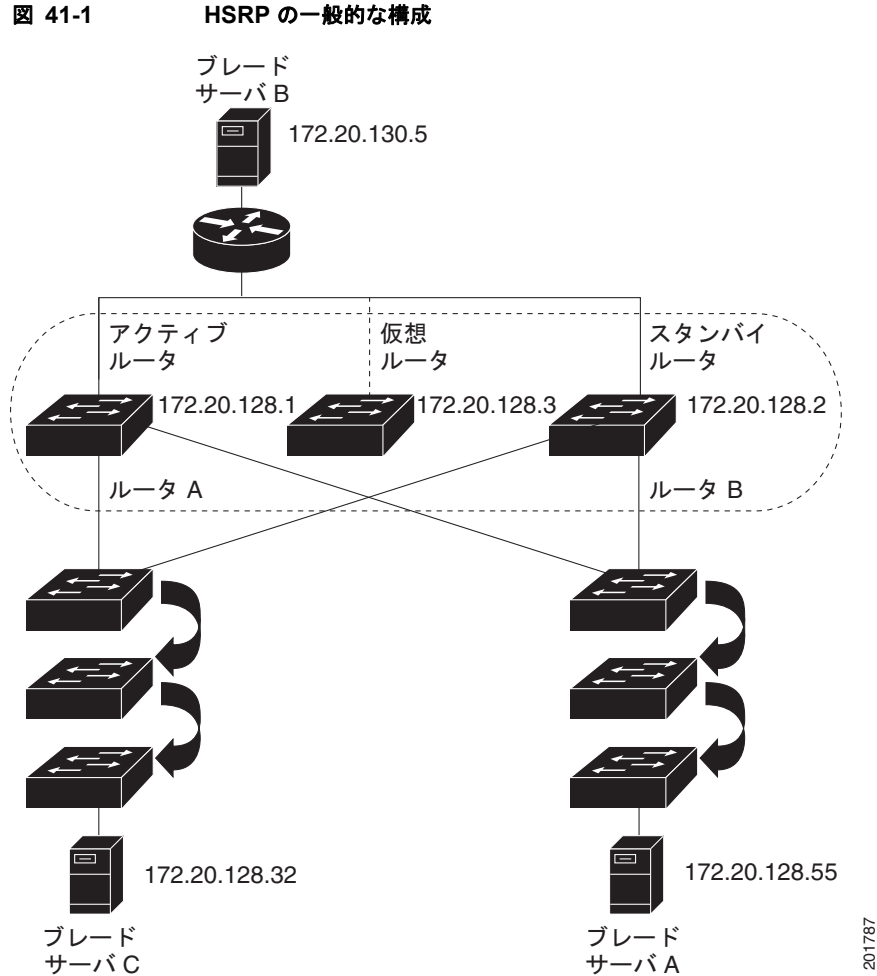 図 41-1 HSRP の一般的な構成
ブレード
サーバ B
172.20.130.5
アクティブ
ルータ
仮想
ルータ
スタンバイ
ルータ
172.20.128.1
172.20.128.3
172.20.128.2
ルータ A
ルータ B
172.20.128.32
172.20.128.55
ブレード
サーバ C
ブレード
サーバ A
201787